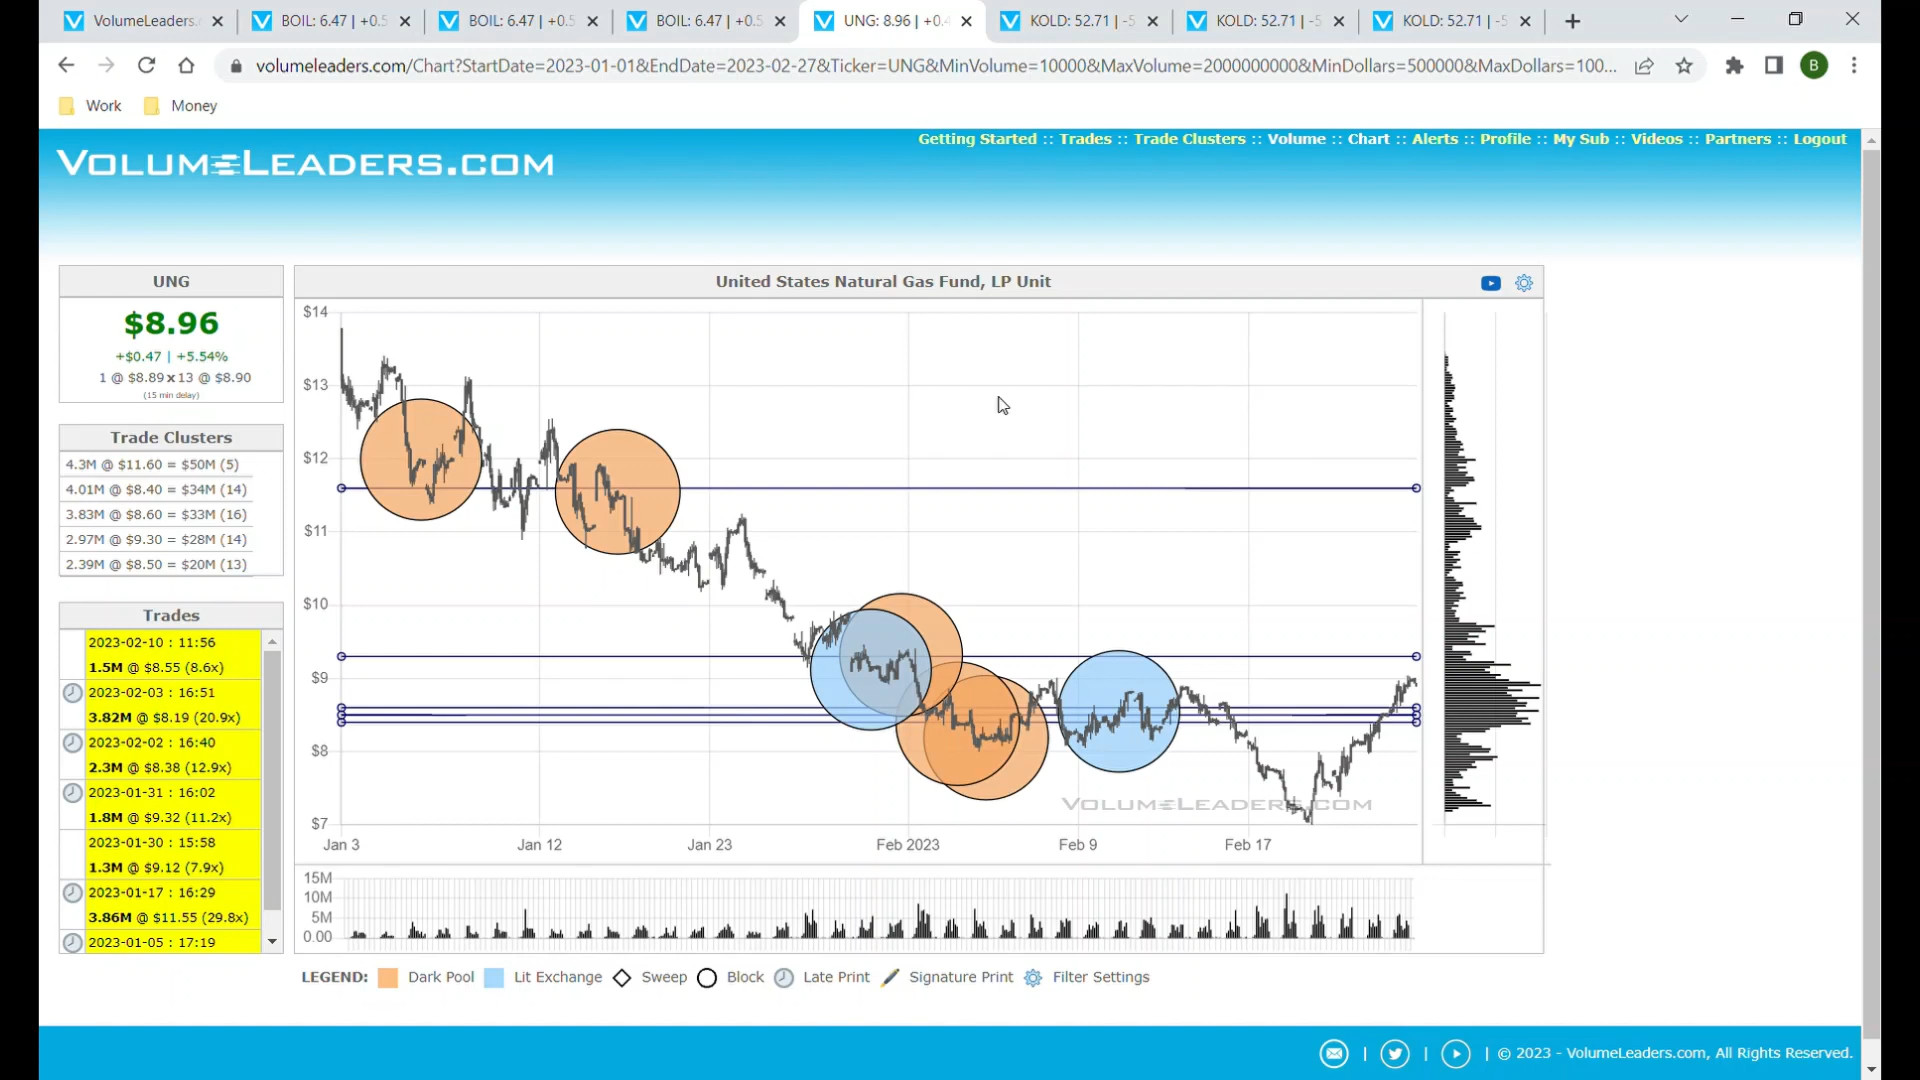 VolumeLeaders.
BOIL: 6.47 | +0.5
BOIL: 6.47 | +0.5
BOIL: 6.47 | +0.5
UNG: 8.96 | +0.4
KOLD: 52.71 | -5
KOLD: 52.71 | -5
KOLD: 52.71 | -5
volumeleaders.com/Chart?StartDate=2023-01-01&EndDate=2023-02-27&Ticker=UNG&MinVolume=10000&MaxVolume=2000000000&MinDollars=500000&MaxDollars=100...
B
Work Money
Getting Started :: Trades :: Trade Clusters :: Volume :: Chart :: Alerts :: Profile :: My Sub :: Videos :: Partners :: Logout
VOLUMELEADERS.COM
UNG
$8.96
+$0.47 | +5.54%
1 @ $8.89 x 13 @ $8.90
(15 min delay)
Trade Clusters
4.3M @ $11.60 = $50M (5)
4.01M @ $8.40 = $34M (14)
3.83M @ $8.60 = $33M (16)
2.97M @ $9.30 = $28M (14)
2.39M @ $8.50 = $20M (13)
Trades
2023-02-10 : 11:56
1.5M @ $8.55 (8.6x)
2023-02-03 : 16:51
3.82M @ $8.19 (20.9x)
2023-02-02 : 16:40
2.3M @ $8.38 (12.9x)
2023-01-31 : 16:02
1.8M @ $9.32 (11.2x)
2023-01-30 : 15:58
1.3M @ $9.12 (7.9x)
2023-01-17 : 16:29
3.86M @ $11.55 (29.8x)
2023-01-05 : 17:19
United States Natural Gas Fund, LP Unit
$14
$13
$12
$11
$10
$9
$8
$7
VOLUMELEADERS.COM
Jan 3 Jan 12 Jan 23 Feb 2023 Feb 9 Feb 17
15M
10M
5M
0.00
LEGEND: Dark Pool Lit Exchange Sweep Block Late Print Signature Print Filter Settings
| | | © 2023 - VolumeLeaders.com, All Rights Reserved.